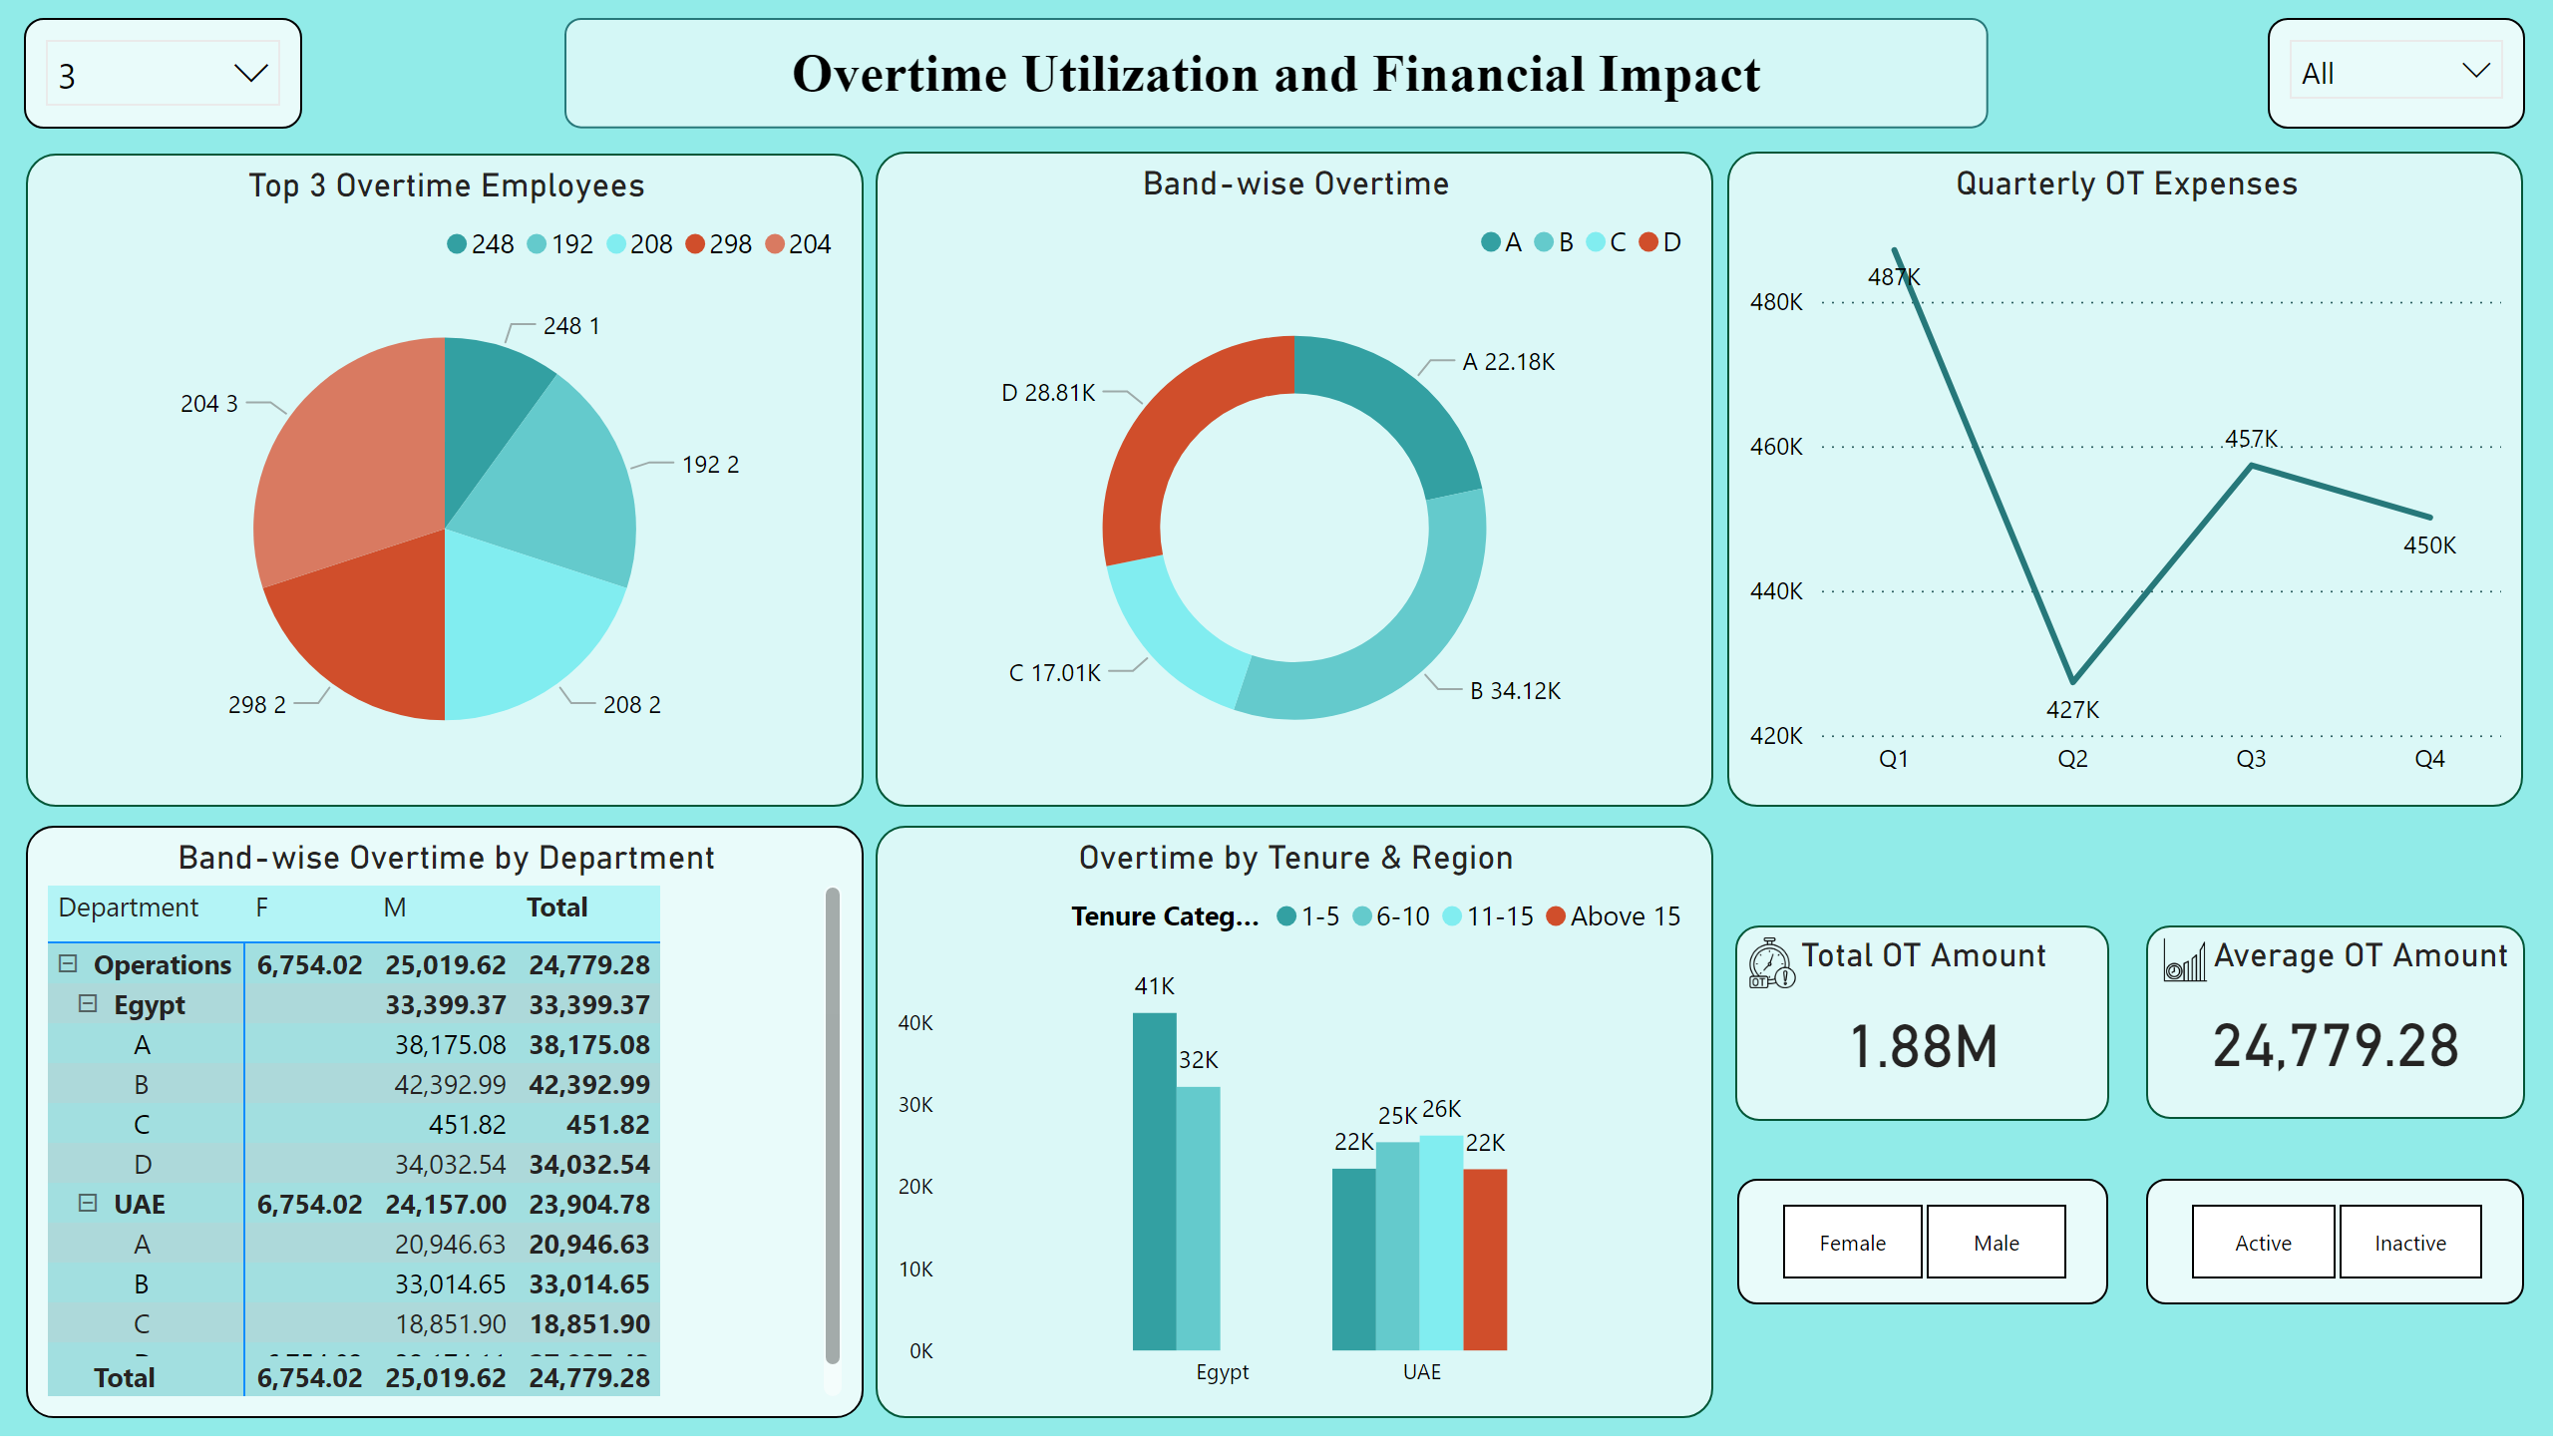 3
Overtime Utilization and Financial Impact
All
Top 3 Overtime Employees
248 192 208 298 204
248 1
204 3
192 2
298 2
208 2
Band-wise Overtime
A B C D
A 22.18K
D 28.81K
C 17.01K
B 34.12K
Quarterly OT Expenses
487K
480K
457K
460K
450K
440K
427K
420K
Q1 Q2 Q3 Q4
Band-wise Overtime by Department
Department F M Total
Operations 6,754.02 25,019.62 24,779.28
Egypt 33,399.37 33,399.37
A 38,175.08 38,175.08
B 42,392.99 42,392.99
C 451.82 451.82
D 34,032.54 34,032.54
UAE 6,754.02 24,157.00 23,904.78
A 20,946.63 20,946.63
B 33,014.65 33,014.65
C 18,851.90 18,851.90
Total 6,754.02 25,019.62 24,779.28
Overtime by Tenure & Region
Tenure Categ... 1-5 6-10 11-15 Above 15
41K
40K
32K
30K
25K 26K
22K 22K
20K
10K
0K
Egypt UAE
OT
Total OT Amount
1.88M
Average OT Amount
24,779.28
Female Male
Active Inactive